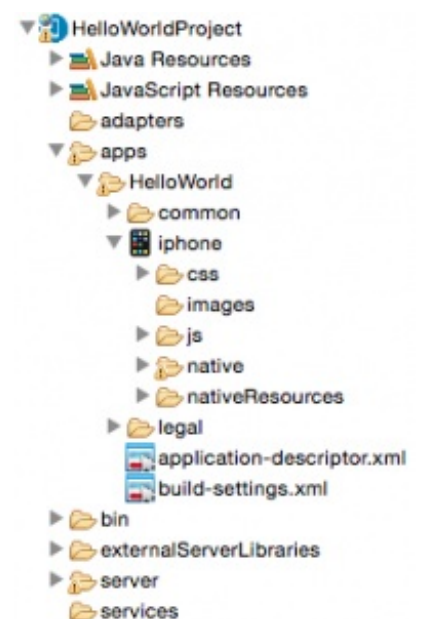 HelloWorldProject
Java Resources
JavaScript Resources
adapters
apps
HelloWorld
common
iphone
css
images
js
native
nativeResources
legal
application-descriptor.xml
build-settings.xml
bin
externalServerLibraries
server
services